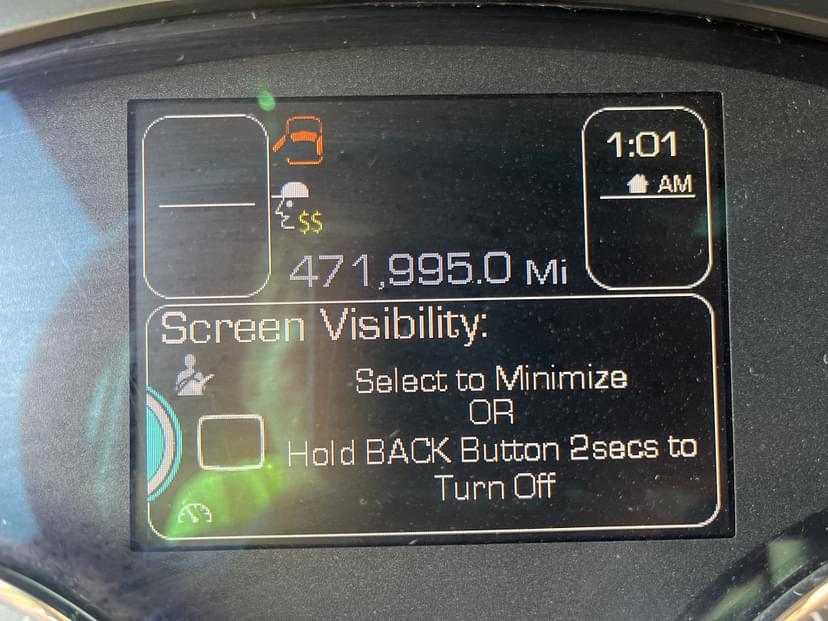 1:01
AM
$$
471,995.0 Mi
Screen Visibility:
Select to Minimize
OR
Hold BACK Button 2secs to
Turn Off